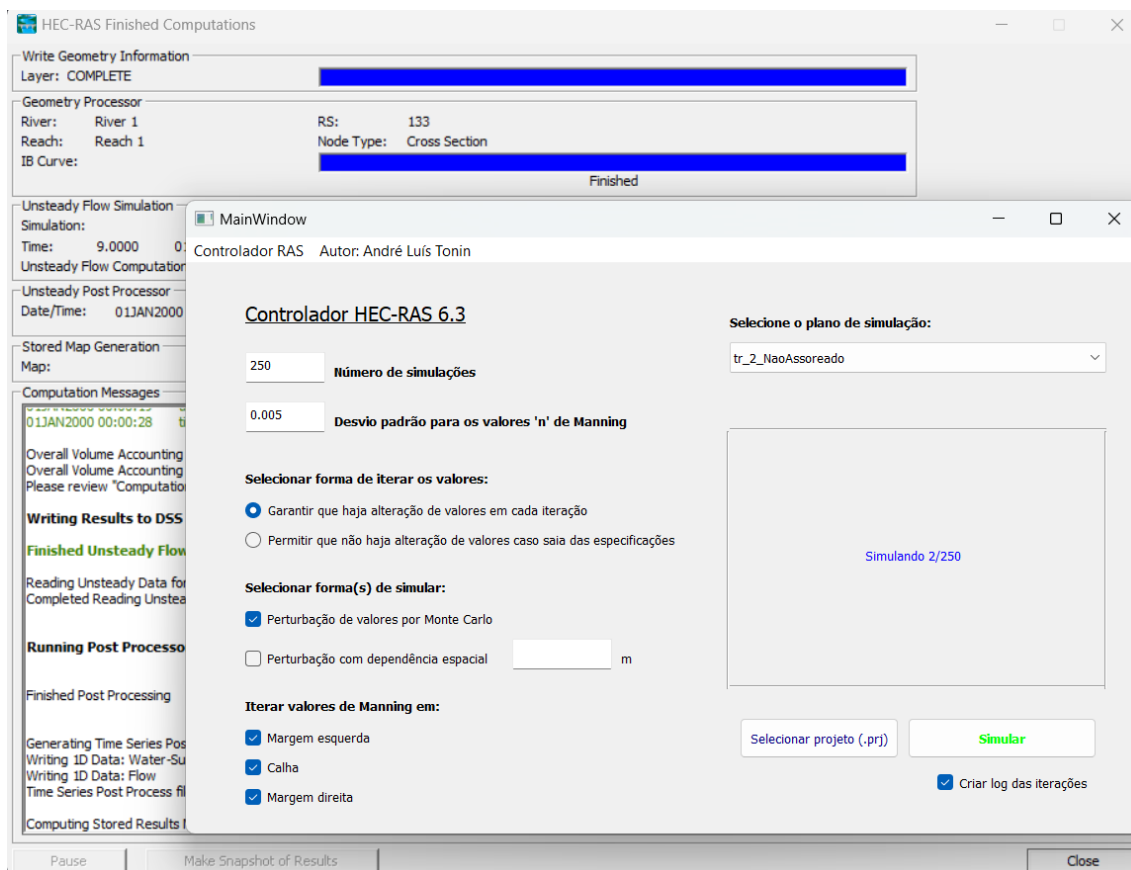 HEC-RAS Finished Computations
Write Geometry Information
Layer: COMPLETE
Geometry Processor
River: River 1 RS: 133
Reach: Reach 1 Node Type: Cross Section
IB Curve:
Finished
Unsteady Flow Simulation
Simulation:
Time: 9.0000
Unsteady Flow Computation
Unsteady Post Processor
Date/Time: 01JAN2000
Stored Map Generation
Map:
Computation Messages
01JAN2000 00:00:28
Overall Volume Accounting
Overall Volume Accounting
Please review "Computatio
Writing Results to DSS
Finished Unsteady Flow
Reading Unsteady Data for
Completed Reading Unstea
Running Post Processo
Finished Post Processing
Generating Time Series Pos
Writing 1D Data: Water-Su
Writing 1D Data: Flow
Time Series Post Process fil
Computing Stored Results
Pause Make Snapshot of Results Close
MainWindow
Controlador RAS Autor: André Luís Tonin
Controlador HEC-RAS 6.3
250 Número de simulações
0.005 Desvio padrão para os valores 'n' de Manning
Selecionar forma de iterar os valores:
Garantir que haja alteração de valores em cada iteração
Permitir que não haja alteração de valores caso saia das especificações
Selecionar forma(s) de simular:
Perturbação de valores por Monte Carlo
Perturbação com dependência espacial m
Iterar valores de Manning em:
Margem esquerda
Calha
Margem direita
Selecione o plano de simulação:
tr_2_NaoAssoreado
Simulando 2/250
Selecionar projeto (.prj) Simular
Criar log das iterações